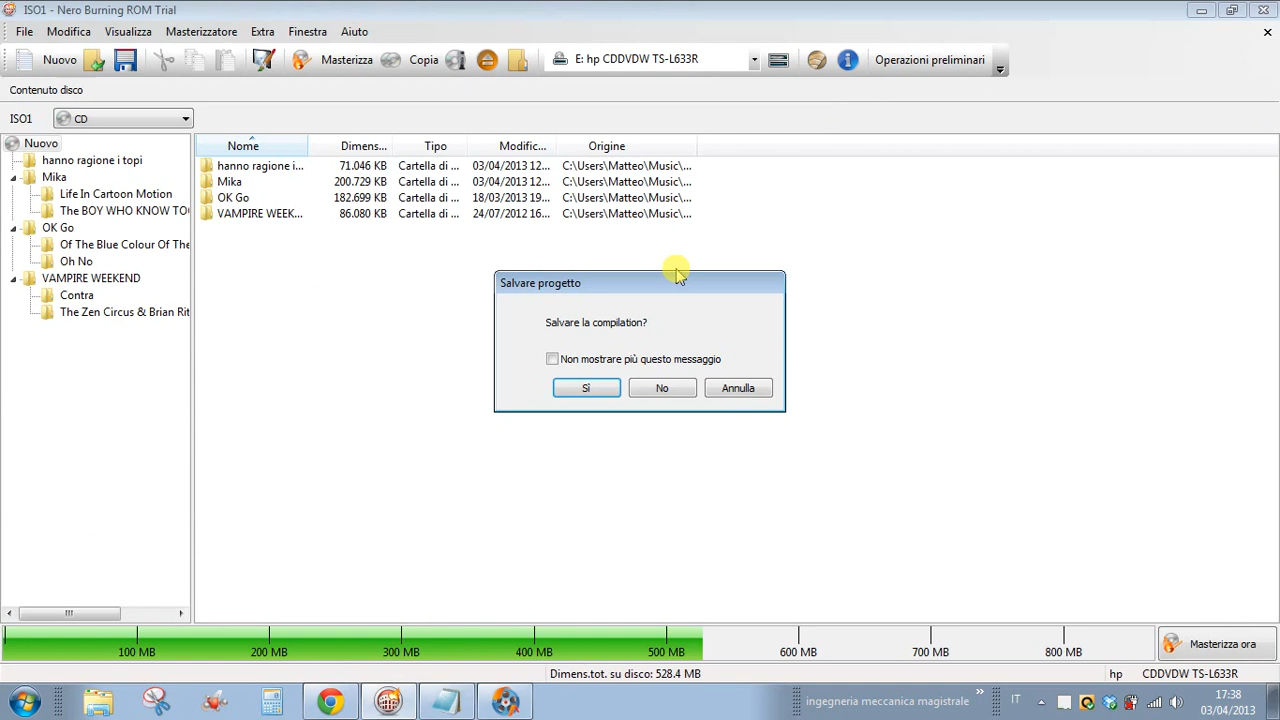 ISO1 - Nero Burning ROM Trial
File Modifica Visualizza Masterizzatore Extra Finestra Aiuto
Nuovo Masterizza Copia E: hp CDDVDW TS-L633R Operazioni preliminari
Contenuto disco
ISO1 CD
Nuovo
hanno ragione i topi
Mika
Life In Cartoon Motion
The BOY WHO KNOW TO
OK Go
Of The Blue Colour Of The
Oh No
VAMPIRE WEEKEND
Contra
The Zen Circus & Brian Rit
Nome Dimens... Tipo Modific... Origine
hanno ragione i... 71.046 KB Cartella di ... 03/04/2013 12... C:\Users\Matteo\Music\...
Mika 200.729 KB Cartella di ... 03/04/2013 12... C:\Users\Matteo\Music\...
OK Go 182.699 KB Cartella di ... 18/03/2013 19... C:\Users\Matteo\Music\...
VAMPIRE WEEK... 86.080 KB Cartella di ... 24/07/2012 16... C:\Users\Matteo\Music\...
Salvare progetto
Salvare la compilation?
Non mostrare più questo messaggio
Sì No Annulla
100 MB 200 MB 300 MB 400 MB 500 MB 600 MB 700 MB 800 MB
Masterizza ora
Dimens.tot. su disco: 528.4 MB hp CDDVDW TS-L633R
ingegneria meccanica magistrale » IT
17:38
03/04/2013